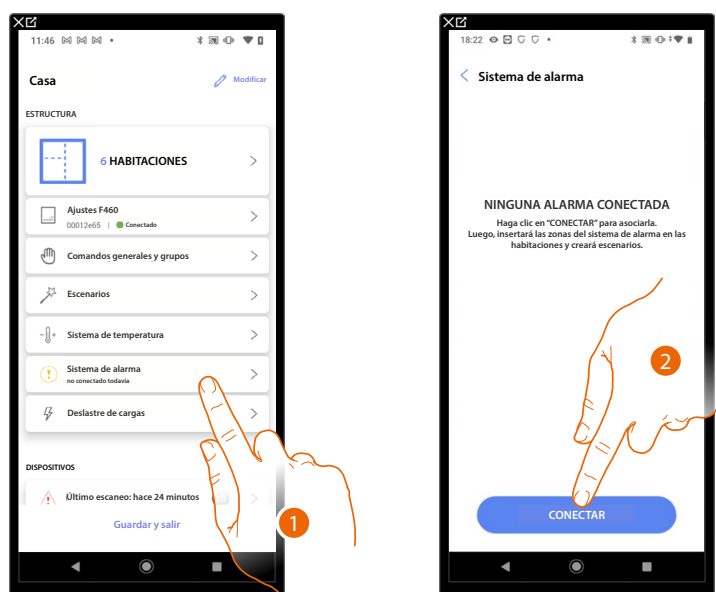 11:46
Casa
Modificar
ESTRUCTURA
6 HABITACIONES
Ajustes F460
00012e65 | Conectado
Comandos generales y grupos
Escenarios
Sistema de temperatura
Sistema de alarma
no conectado todavía
Deslastre de cargas
DISPOSITIVOS
Último escaneo: hace 24 minutos
Guardar y salir
1
18:22
Sistema de alarma
NINGUNA ALARMA CONECTADA
Haga clic en “CONECTAR” para asociarla.
Luego, insertará las zonas del sistema de alarma en las
habitaciones y creará escenarios.
2
CONECTAR